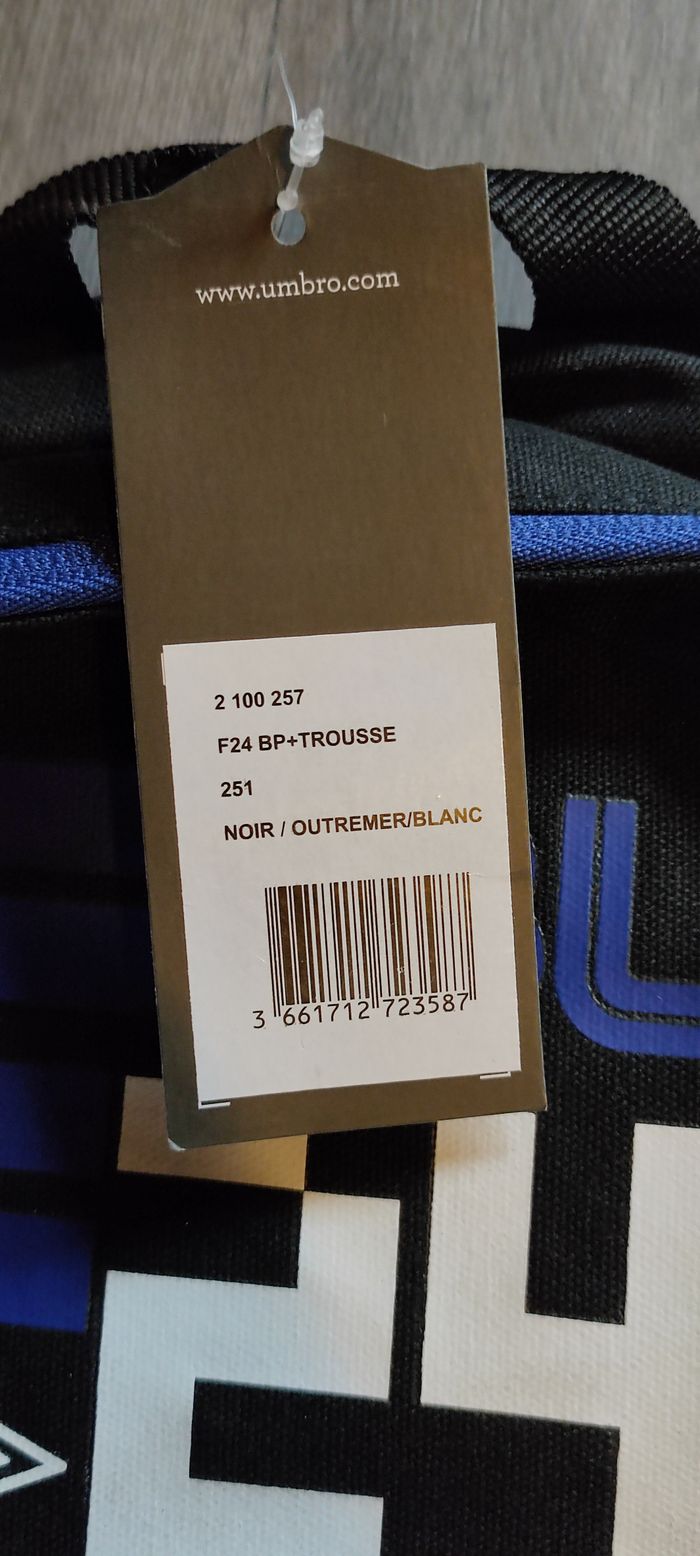 www.umbro.com
2 100 257
F24 BP+TROUSSE
251
NOIR / OUTREMER/BLANC
3 661712 723587